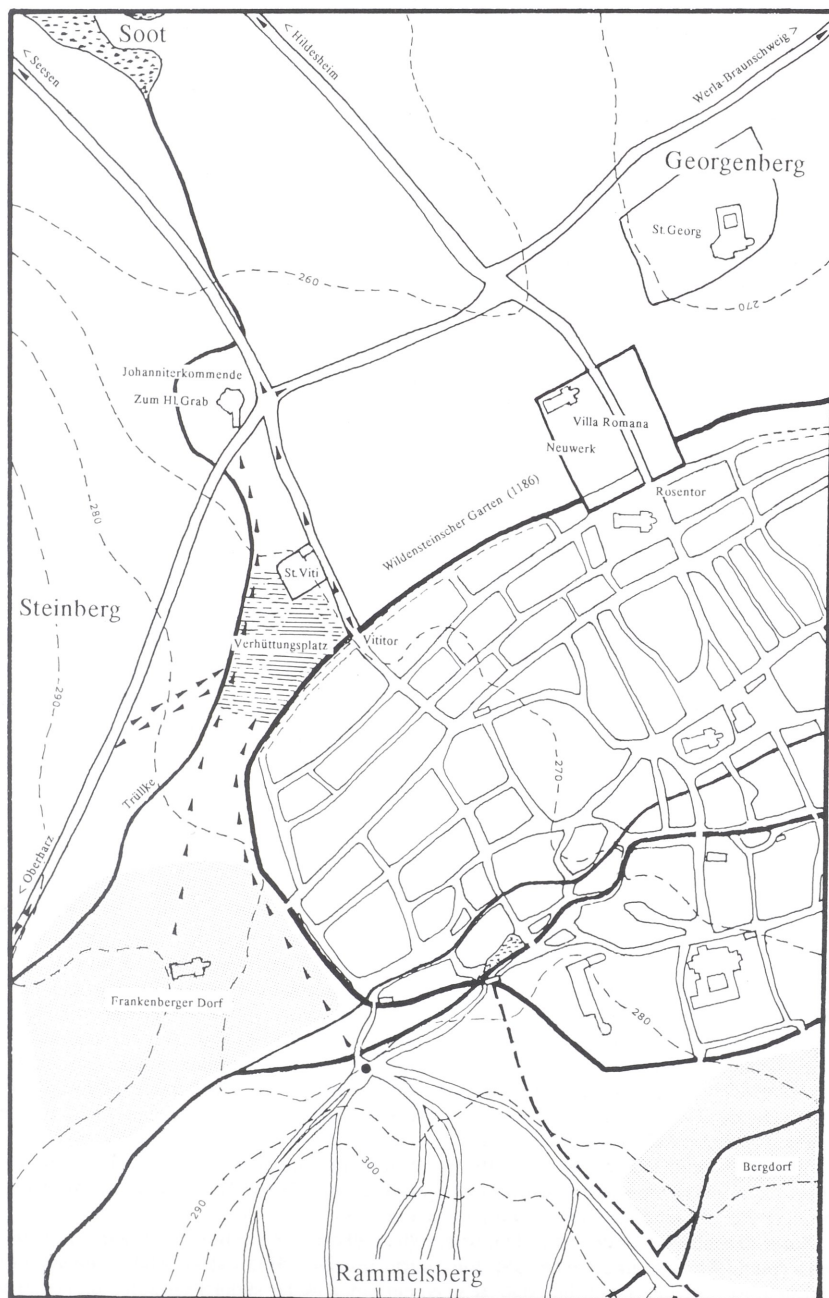 Soot
< Seesen
< Hildesheim
Werla-Braunschweig >
Georgenberg
St.Georg
260
270
Johanniterkommende
Zum Hl.Grab
Villa Romana
Neuwerk
Rosentor
Wildensteinscher Garten (1186)
280
St.Viti
Steinberg
Verhüttungsplatz
Vititor
290
270
Trüllke
< Oberharz
Frankenberger Dorf
280
Bergdorf
300
290
Rammelsberg